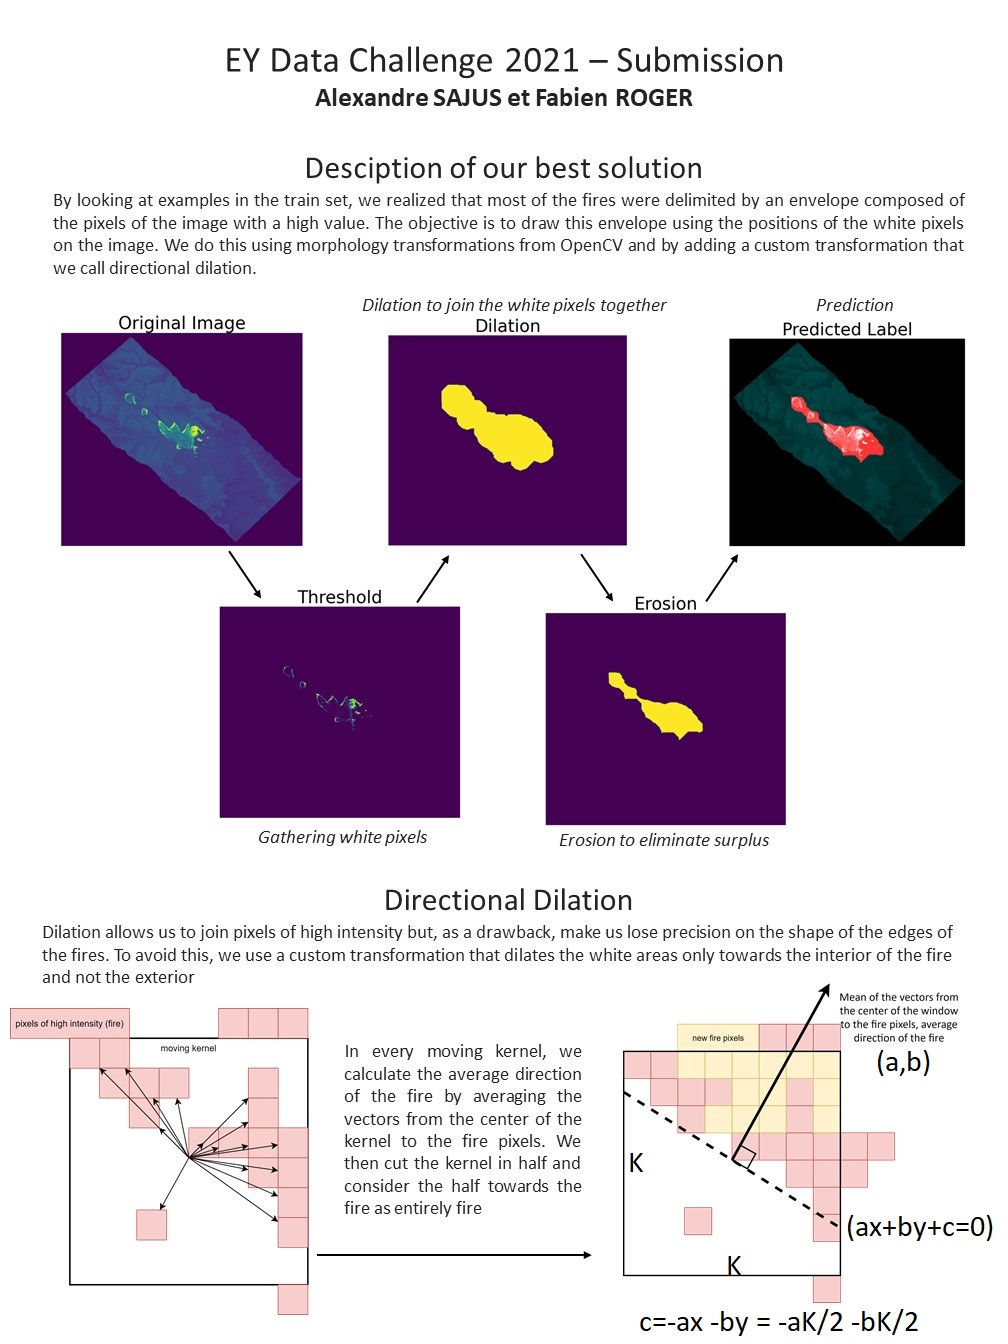 EY Data Challenge 2021 – Submission
Alexandre SAJUS et Fabien ROGER
Desciption of our best solution
By looking at examples in the train set, we realized that most of the fires were delimited by an envelope composed of
the pixels of the image with a high value. The objective is to draw this envelope using the positions of the white pixels
on the image. We do this using morphology transformations from OpenCV and by adding a custom transformation that
we call directional dilation.
Dilation to join the white pixels together
Prediction
Original Image
Dilation
Predicted Label
Threshold
Erosion
Gathering white pixels
Erosion to eliminate surplus
Directional Dilation
Dilation allows us to join pixels of high intensity but, as a drawback, make us lose precision on the shape of the edges of
the fires. To avoid this, we use a custom transformation that dilates the white areas only towards the interior of the fire
and not the exterior
pixels of high intensity (fire)
moving kernel
In every moving kernel, we
calculate the average direction
of the fire by averaging the
vectors from the center of the
kernel to the fire pixels. We
then cut the kernel in half and
consider the half towards the
fire as entirely fire
new fire pixels
Mean of the vectors from
the center of the window
to the fire pixels, average
direction of the fire
(a,b)
K
(ax+by+c=0)
K
c=-ax -by = -aK/2 -bK/2